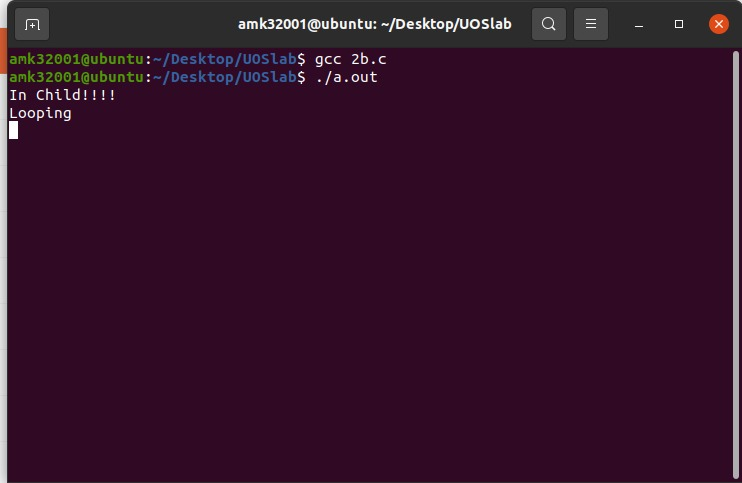 amk32001@ubuntu: ~/Desktop/UOSlab
amk32001@ubuntu:~/Desktop/UOSlab$ gcc 2b.c
amk32001@ubuntu:~/Desktop/UOSlab$ ./a.out
In Child!!!!
Looping